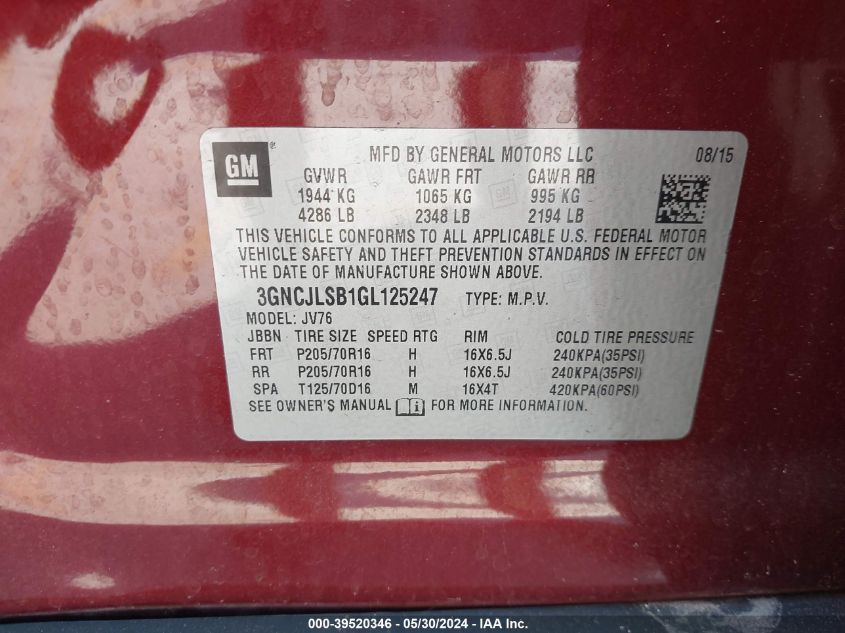 GM ® MFD BY GENERAL MOTORS LLC 08/15
GVWR GAWR FRT GAWR RR
1944 KG 1065 KG 995 KG
4286 LB 2348 LB 2194 LB
THIS VEHICLE CONFORMS TO ALL APPLICABLE U.S. FEDERAL MOTOR
VEHICLE SAFETY AND THEFT PREVENTION STANDARDS IN EFFECT ON
THE DATE OF MANUFACTURE SHOWN ABOVE.
3GNCJLSB1GL125247 TYPE: M.P.V.
MODEL: JV76
JBBN TIRE SIZE SPEED RTG RIM COLD TIRE PRESSURE
FRT P205/70R16 H 16X6.5J 240KPA(35PSI)
RR P205/70R16 H 16X6.5J 240KPA(35PSI)
SPA T125/70D16 M 16X4T 420KPA(60PSI)
SEE OWNER'S MANUAL FOR MORE INFORMATION.
000-39520346 - 05/30/2024 - IAA Inc.